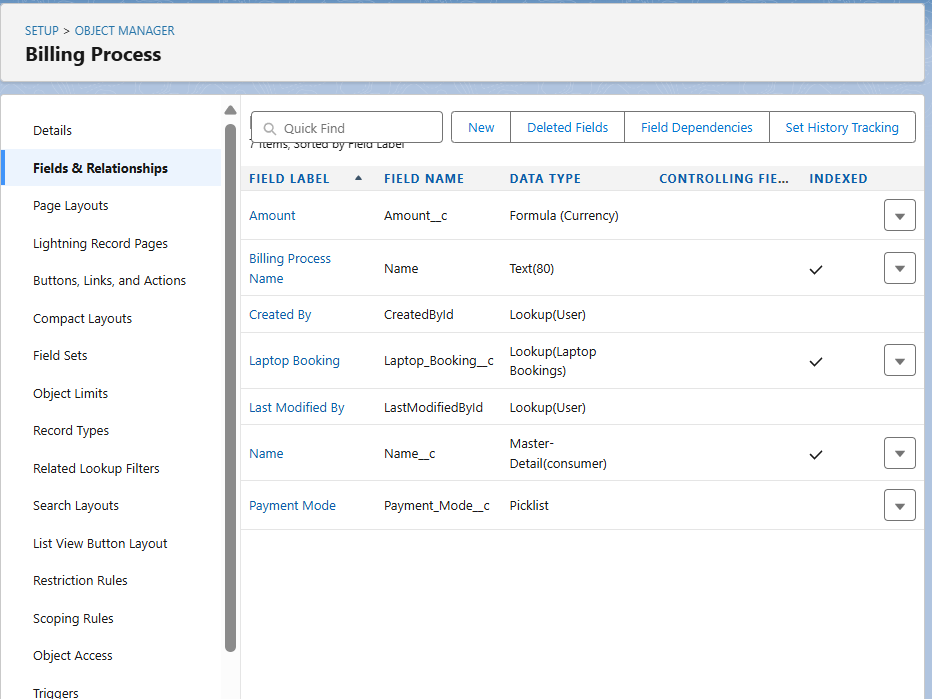 SETUP > OBJECT MANAGER
Billing Process
Details
Fields & Relationships
Page Layouts
Lightning Record Pages
Buttons, Links, and Actions
Compact Layouts
Field Sets
Object Limits
Record Types
Related Lookup Filters
Search Layouts
List View Button Layout
Restriction Rules
Scoping Rules
Object Access
Triggers
Quick Find New Deleted Fields Field Dependencies Set History Tracking
7 Items, Sorted by Field Label
FIELD LABEL FIELD NAME DATA TYPE CONTROLLING FIE... INDEXED
Amount Amount__c Formula (Currency)
Billing Process
Name Name Text(80)
Created By CreatedById Lookup(User)
Laptop Booking Laptop_Booking__c Lookup(Laptop
Bookings)
Last Modified By LastModifiedById Lookup(User)
Name Name__c Master-
Detail(consumer)
Payment Mode Payment_Mode__c Picklist